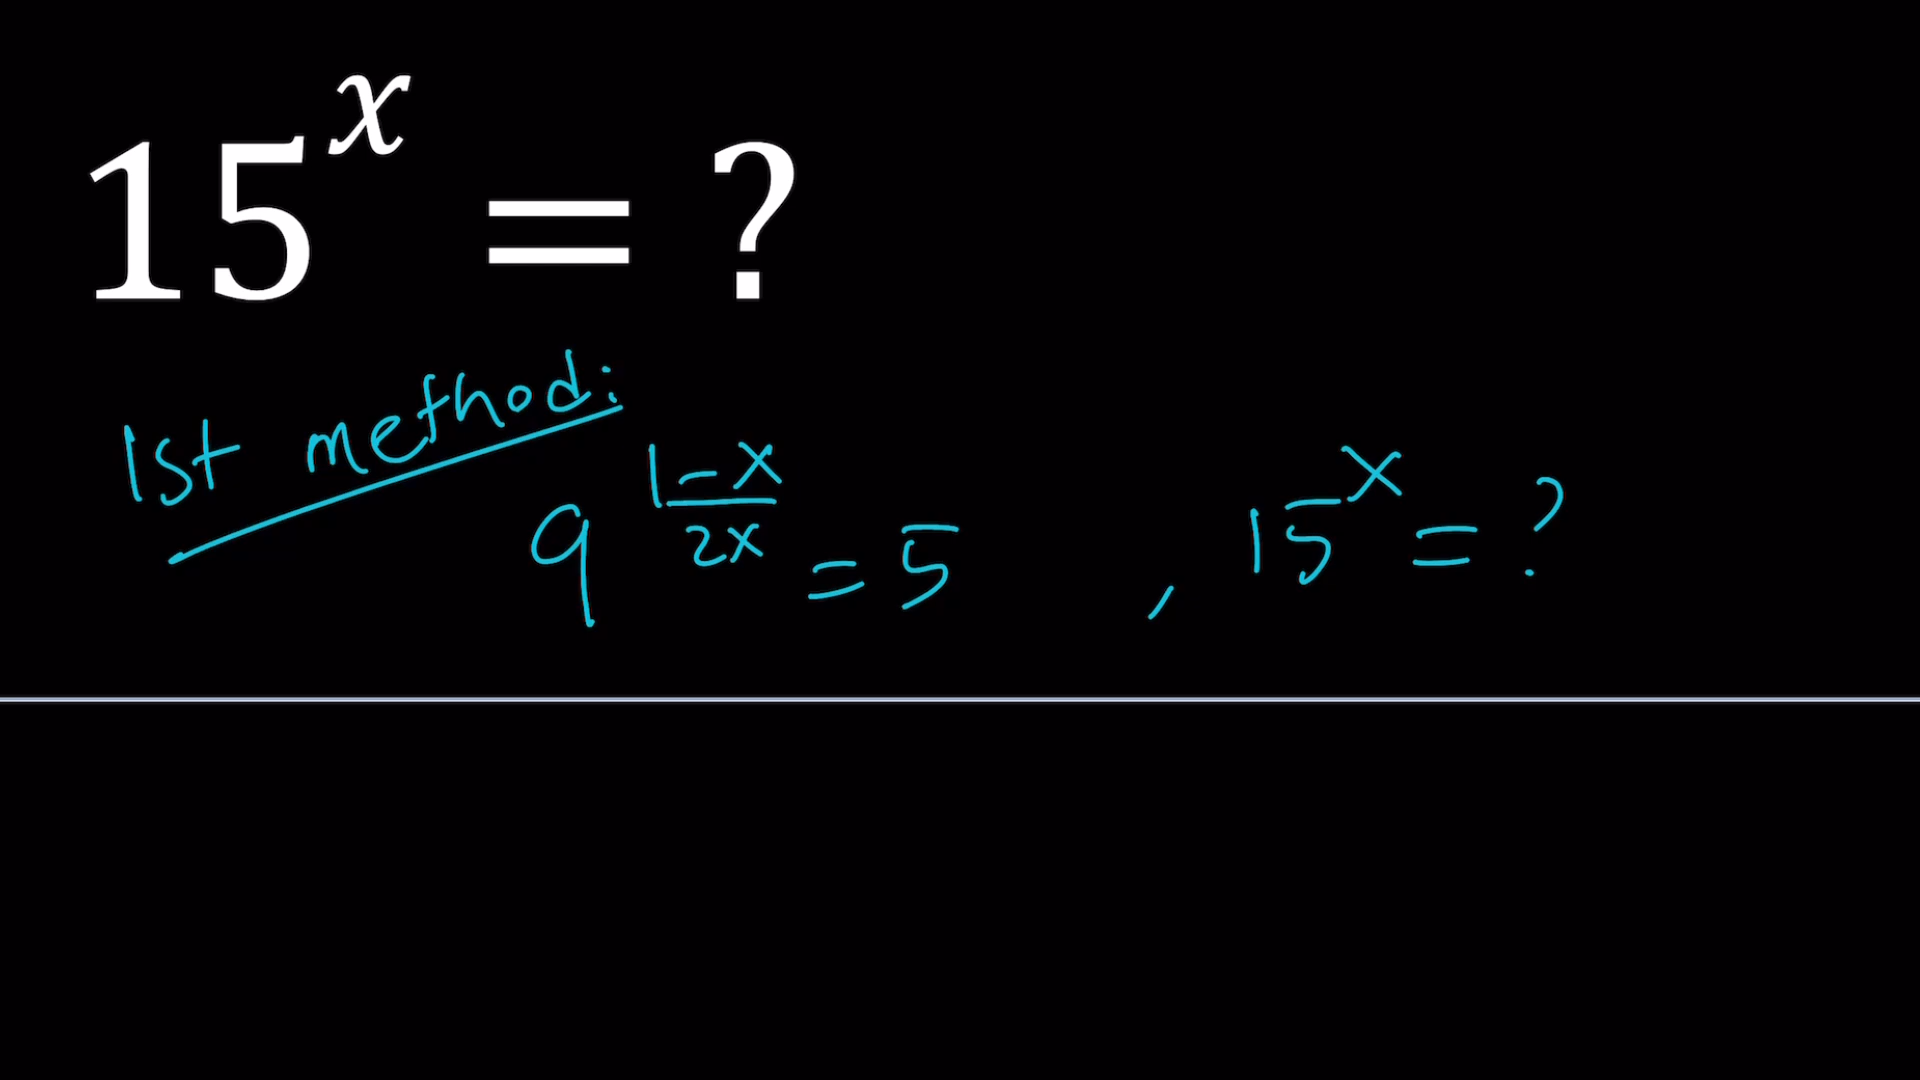 15^x = ?
1st method:
9^((1-x)/(2x)) = 5 , 15^x = ?